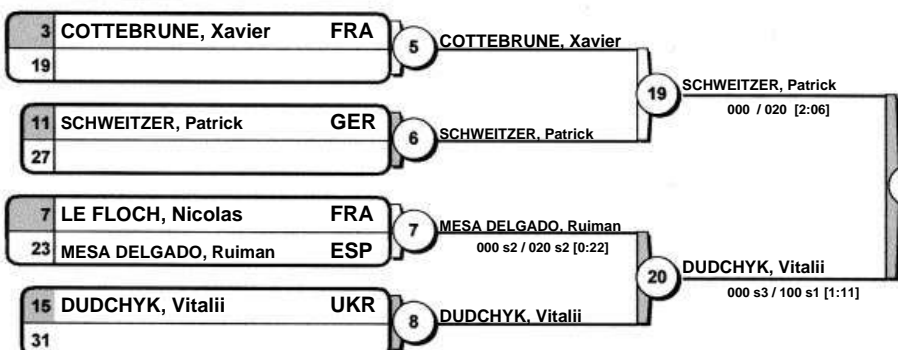 3 COTTEBRUNE, Xavier FRA
19
5 COTTEBRUNE, Xavier
11 SCHWEITZER, Patrick GER
27
6 SCHWEITZER, Patrick
19 SCHWEITZER, Patrick
000 / 020 [2:06]
7 LE FLOCH, Nicolas FRA
23 MESA DELGADO, Ruiman ESP
7 MESA DELGADO, Ruiman
000 s2 / 020 s2 [0:22]
15 DUDCHYK, Vitalii UKR
31
8 DUDCHYK, Vitalii
20 DUDCHYK, Vitalii
000 s3 / 100 s1 [1:11]